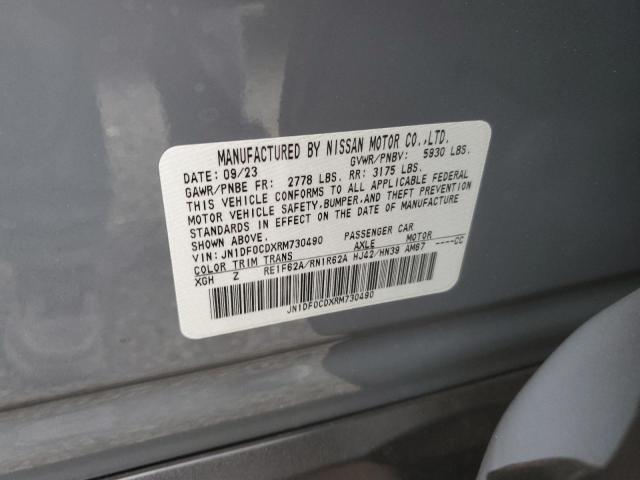 MANUFACTURED BY NISSAN MOTOR CO.,LTD.
DATE: 09/23 GVWR/PNBV: 5930 LBS.
GAWR/PNBE FR: 2778 LBS. RR: 3175 LBS.
THIS VEHICLE CONFORMS TO ALL APPLICABLE FEDERAL
MOTOR VEHICLE SAFETY,BUMPER,AND THEFT PREVENTION
STANDARDS IN EFFECT ON THE DATE OF MANUFACTURE
SHOWN ABOVE.
VIN: JN1DF0CDXRM730490 PASSENGER CAR
COLOR TRIM TRANS AXLE MOTOR ----CC
XGH Z RE1F62A/RN1R62A HJ42/HN39 AM67
JN1DF0CDXRM730490